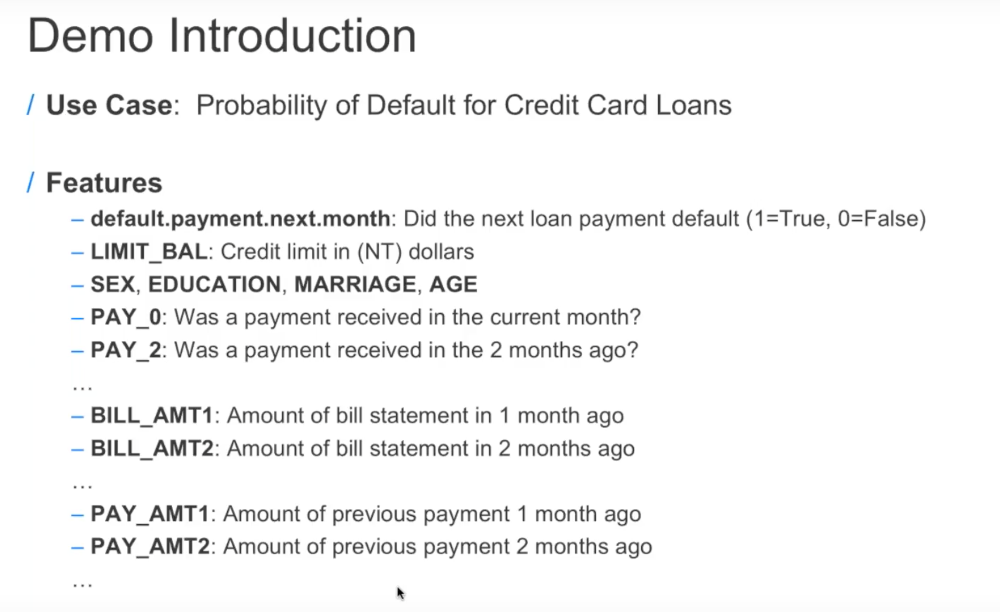 Demo Introduction
/ Use Case: Probability of Default for Credit Card Loans
/ Features
– default.payment.next.month: Did the next loan payment default (1=True, 0=False)
– LIMIT_BAL: Credit limit in (NT) dollars
– SEX, EDUCATION, MARRIAGE, AGE
– PAY_0: Was a payment received in the current month?
– PAY_2: Was a payment received in the 2 months ago?
...
– BILL_AMT1: Amount of bill statement in 1 month ago
– BILL_AMT2: Amount of bill statement in 2 months ago
...
– PAY_AMT1: Amount of previous payment 1 month ago
– PAY_AMT2: Amount of previous payment 2 months ago
...